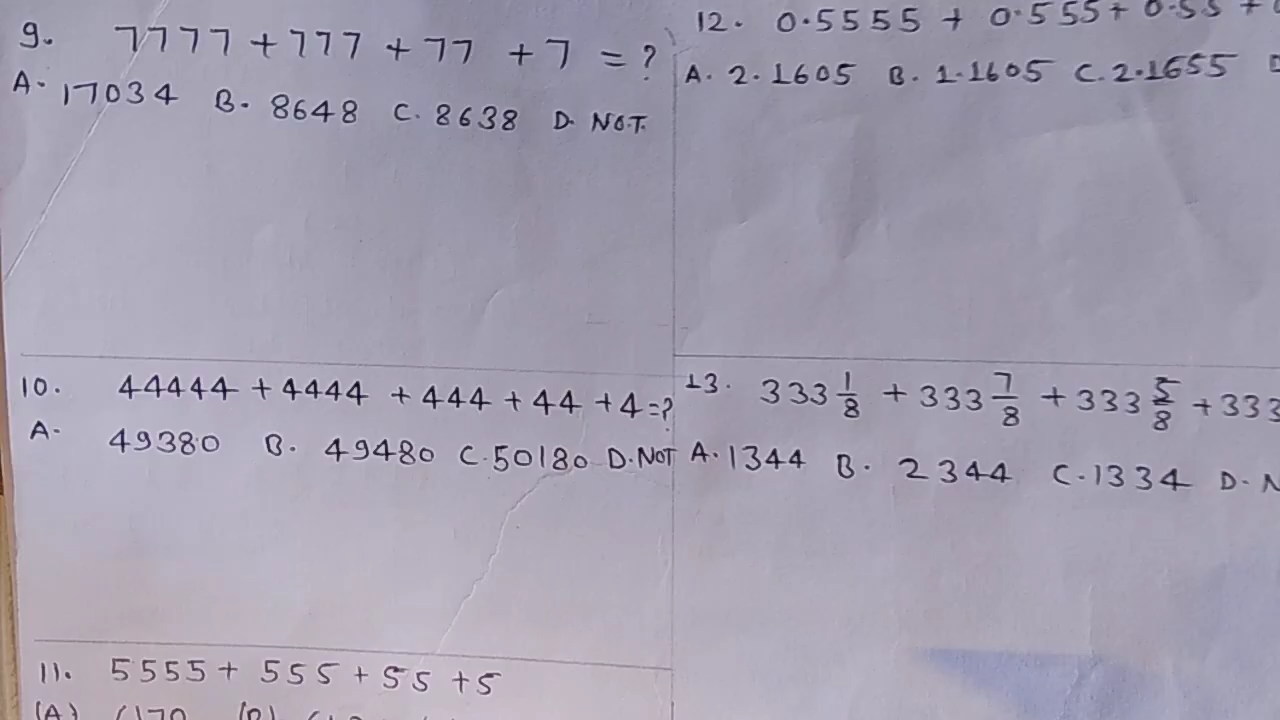 9. 7777 + 777 + 77 + 7 = ?
A. 17034 B. 8648 C. 8638 D. NOT.
10. 44444 + 4444 + 444 + 44 + 4 = ?
A. 49380 B. 49480 C. 50180 D. NOT
11. 5555 + 555 + 55 + 5
(A) 6170 (B)
12. 0.5555 + 0.555 + 0.55 +
A. 2.1605 B. 1.1605 C. 2.1655
13. 333 1/8 + 333 7/8 + 333 5/8 + 333
A. 1344 B. 2344 C. 1334 D. N